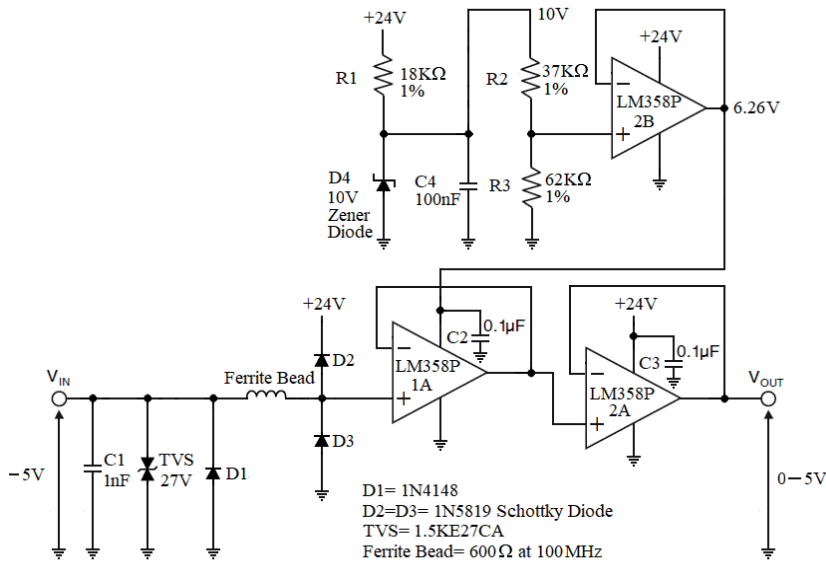 +24V
10V
+24V
R1
18KΩ
1%
R2
37KΩ
1%
−
LM358P
2B
+
6.26V
D4
10V
Zener
Diode
C4
100nF
R3
62KΩ
1%
+24V
+24V
−
C2
0.1µF
−
C3
0.1µF
D2
LM358P
1A
+
LM358P
2A
+
VIN
Ferrite Bead
VOUT
D3
−5V
C1
1nF
TVS
27V
D1
0−5V
D1= 1N4148
D2=D3= 1N5819 Schottky Diode
TVS= 1.5KE27CA
Ferrite Bead= 600Ω at 100MHz